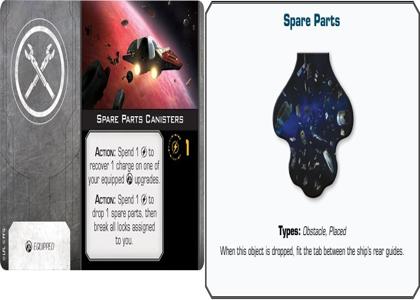 SPARE PARTS CANISTERS
1
ACTION: Spend 1 to
recover 1 charge on one of
your equipped upgrades.
ACTION: Spend 1 to
drop 1 spare parts, then
break all locks assigned
to you.
EQUIPPED
©LFL ©FFG
Spare Parts
Types: Obstacle, Placed
When this object is dropped, fit the tab between the ship's rear guides.